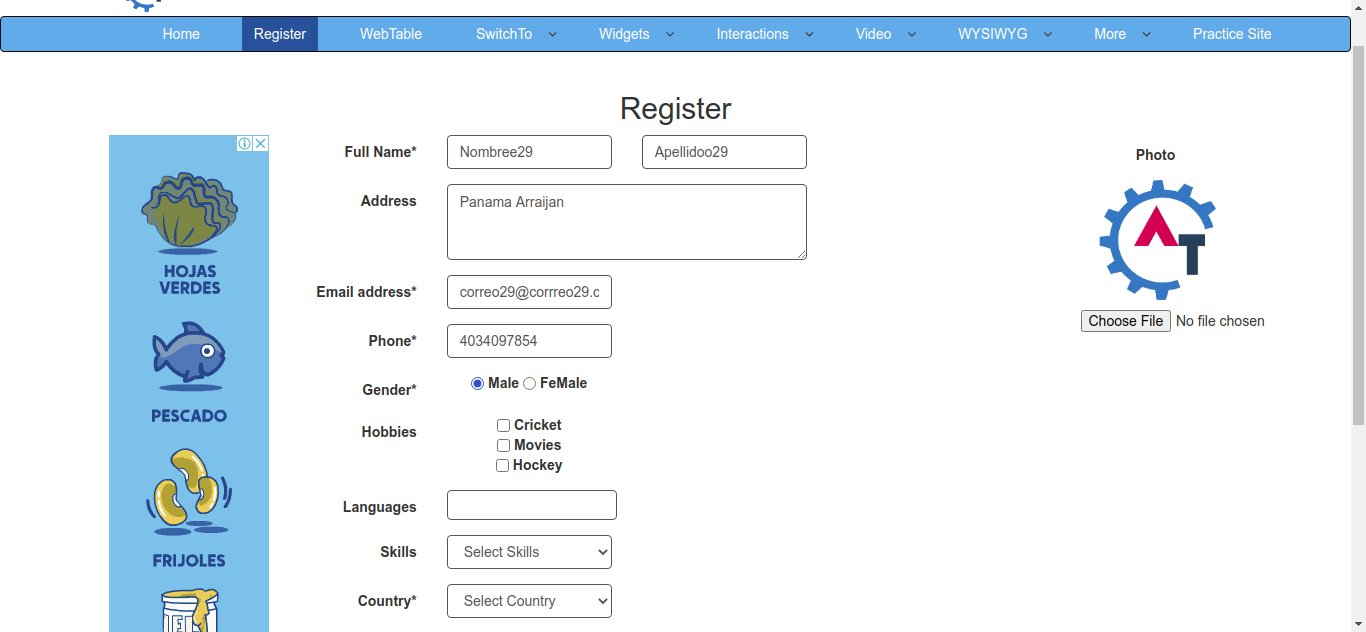 Home Register WebTable SwitchTo Widgets Interactions Video WYSIWYG More Practice Site
Register
HOJAS
VERDES
PESCADO
FRIJOLES
Full Name* Nombree29 Apellidoo29
Address Panama Arraijan
Email address* correo29@corrreo29.c
Phone* 4034097854
Gender* Male FeMale
Hobbies Cricket
Movies
Hockey
Languages
Skills Select Skills
Country* Select Country
Photo
AT
Choose File No file chosen